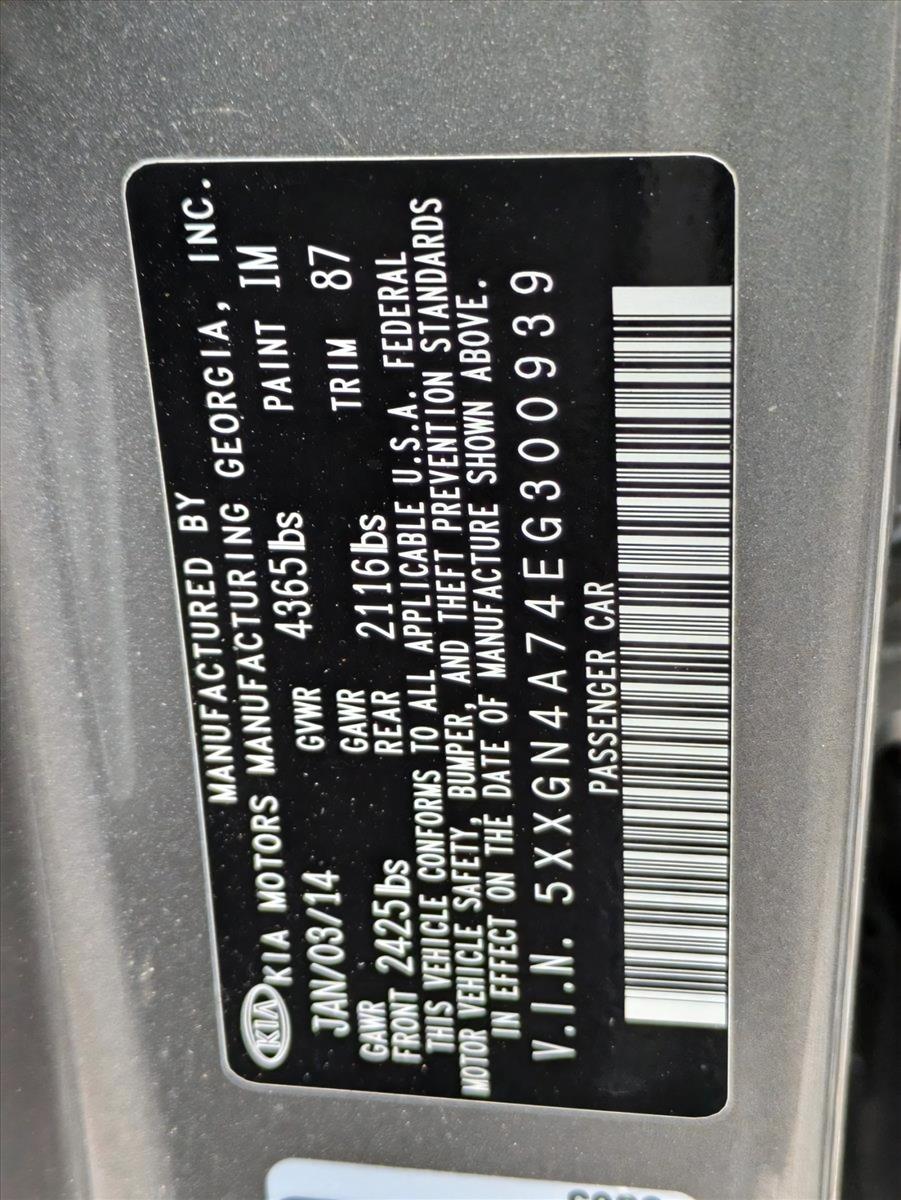 MANUFACTURED BY
KIA KIA MOTORS MANUFACTURING GEORGIA, INC.
JAN/03/14 GVWR 4365lbs PAINT IM
GAWR FRONT 2425lbs GAWR REAR 2116lbs TRIM 87
THIS VEHICLE CONFORMS TO ALL APPLICABLE U.S.A. FEDERAL
MOTOR VEHICLE SAFETY, BUMPER, AND THEFT PREVENTION STANDARDS
IN EFFECT ON THE DATE OF MANUFACTURE SHOWN ABOVE.
V.I.N. 5XXGN4A74EG300939
PASSENGER CAR